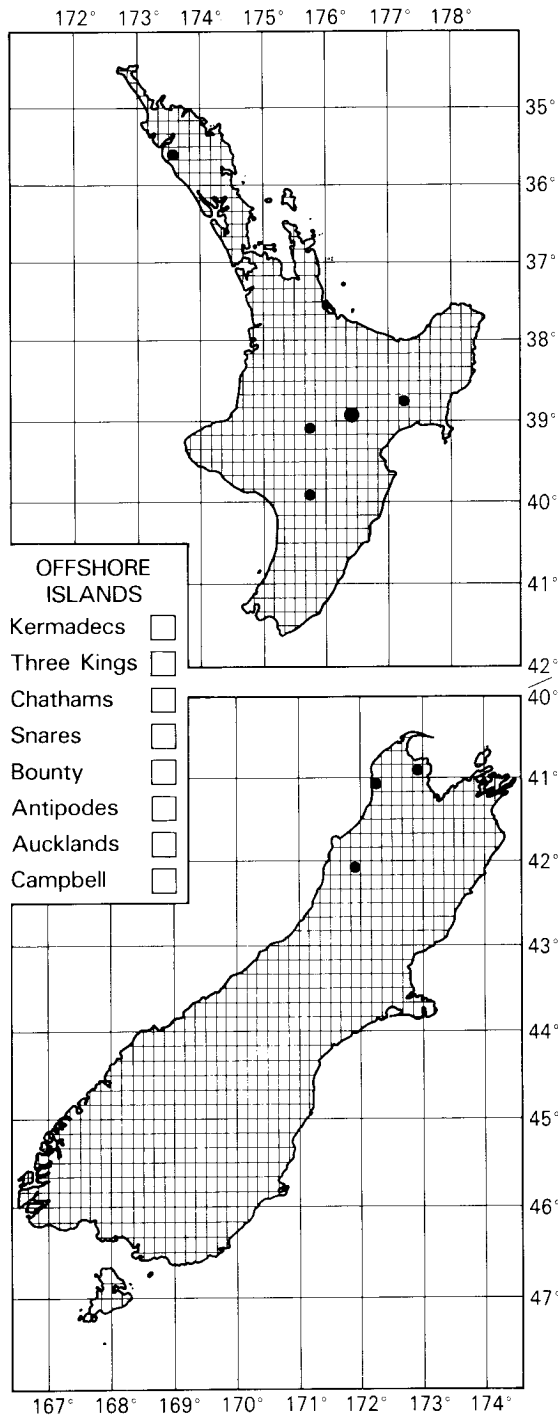 172° 173° 174° 175° 176° 177° 178°
35°
36°
37°
38°
39°
40°
41°
42°
OFFSHORE
ISLANDS
Kermadecs
Three Kings
Chathams
Snares
Bounty
Antipodes
Aucklands
Campbell
40°
41°
42°
43°
44°
45°
46°
47°
167° 168° 169° 170° 171° 172° 173° 174°